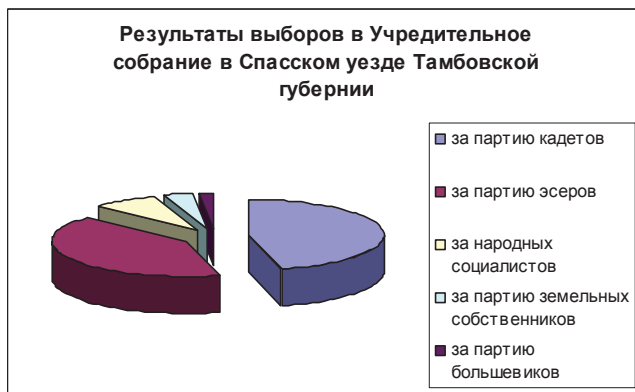 Результаты выборов в Учредительное
собрание в Спасском уезде Тамбовской
губернии
за партию кадетов
за партию эсеров
за народных
социалистов
за партию земельных
собственников
за партию
большевиков